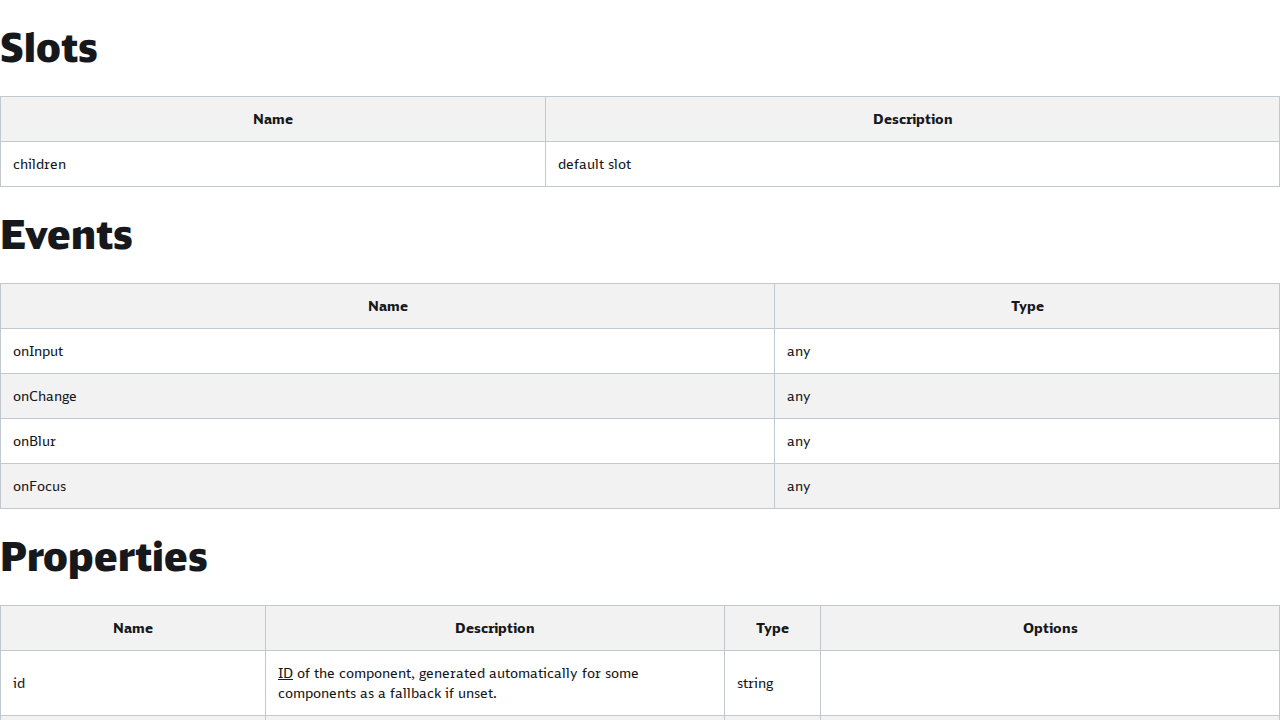 Slots
Name Description
children default slot
Events
Name Type
onInput any
onChange any
onBlur any
onFocus any
Properties
Name Description Type Options
id ID of the component, generated automatically for some components as a fallback if unset. string